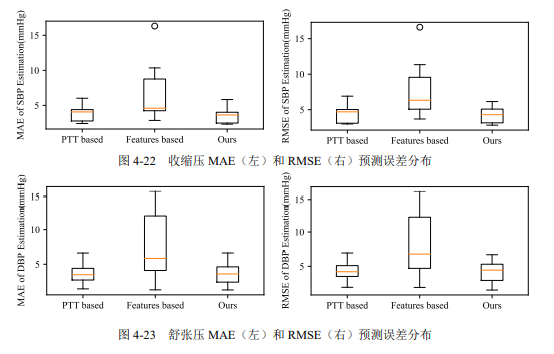 MAE of SBP Estimation(mmHg)
15
10
5
PTT based Features based Ours
RMSE of SBP Estimation(mmHg)
15
10
5
PTT based Features based Ours
图 4-22 收缩压 MAE（左）和 RMSE（右）预测误差分布
MAE of DBP Estimation(mmHg)
15
10
5
PTT based Features based Ours
RMSE of DBP Estimation(mmHg)
15
10
5
PTT based Features based Ours
图 4-23 舒张压 MAE（左）和 RMSE（右）预测误差分布